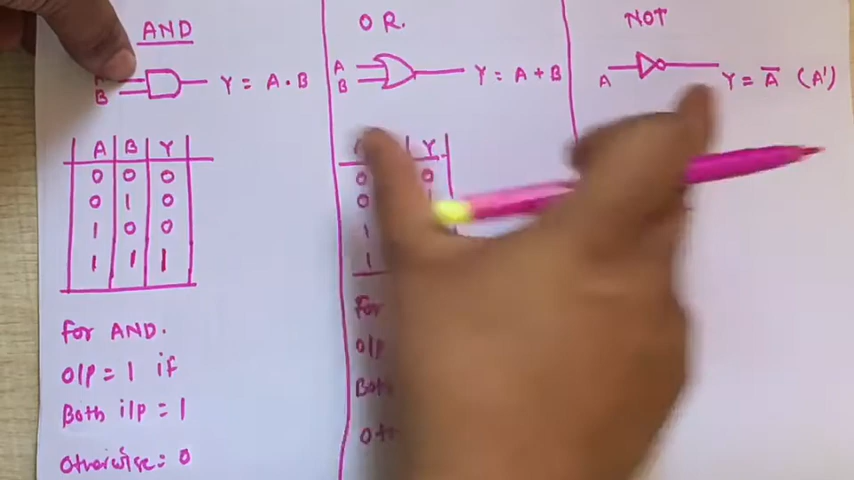 AND
A
B
Y = A · B
A B Y
0 0 0
0 1 0
1 0 0
1 1 1
For AND.
O/p = 1 if
Both i/p = 1
Otherwise = 0
OR.
A
B
Y = A + B
Y
0 0
0
1
1
For
O/p
Both
NOT
A
Y = A̅ (A')